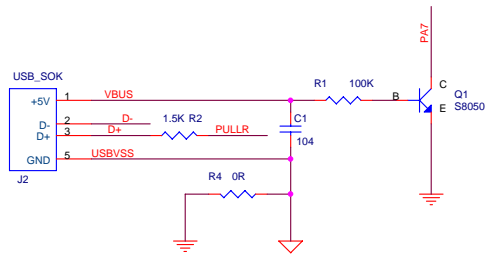 PA7
USB_SOK
+5V
1
VBUS
R1
100K
B
C
Q1
S8050
E
D-
2
D-
D+
3
D+
1.5K R2
PULLR
C1
104
GND
5
USBVSS
J2
R4
0R